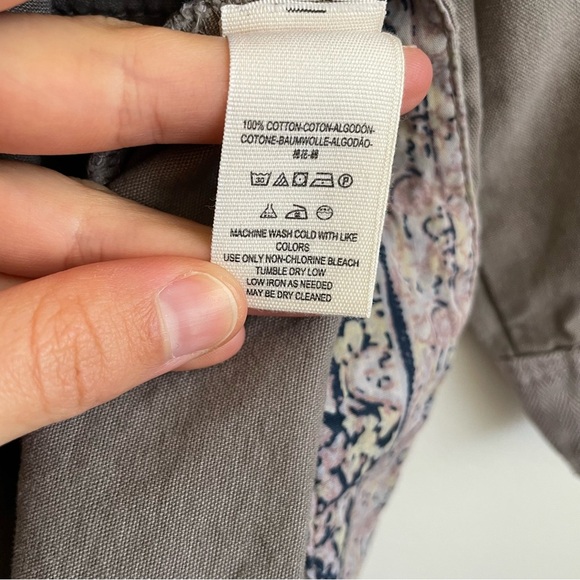 100% COTTON-COTON-ALGODÓN-
COTONE-BAUMWOLLE-ALGODÃO-
棉花-綿
MACHINE WASH COLD WITH LIKE
COLORS
USE ONLY NON-CHLORINE BLEACH
TUMBLE DRY LOW
LOW IRON AS NEEDED
MAY BE DRY CLEANED